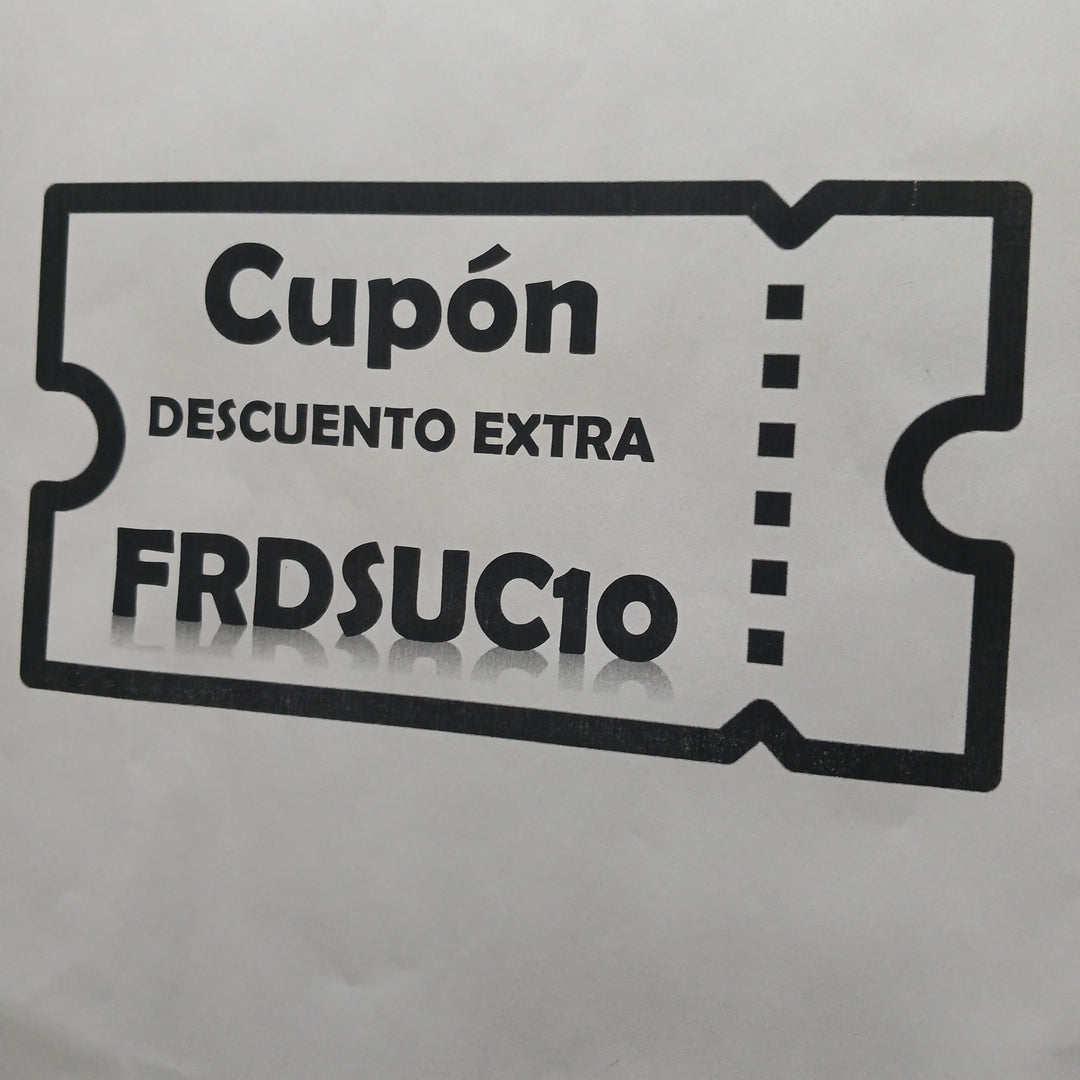 Cupón
DESCUENTO EXTRA
FRDSUC10